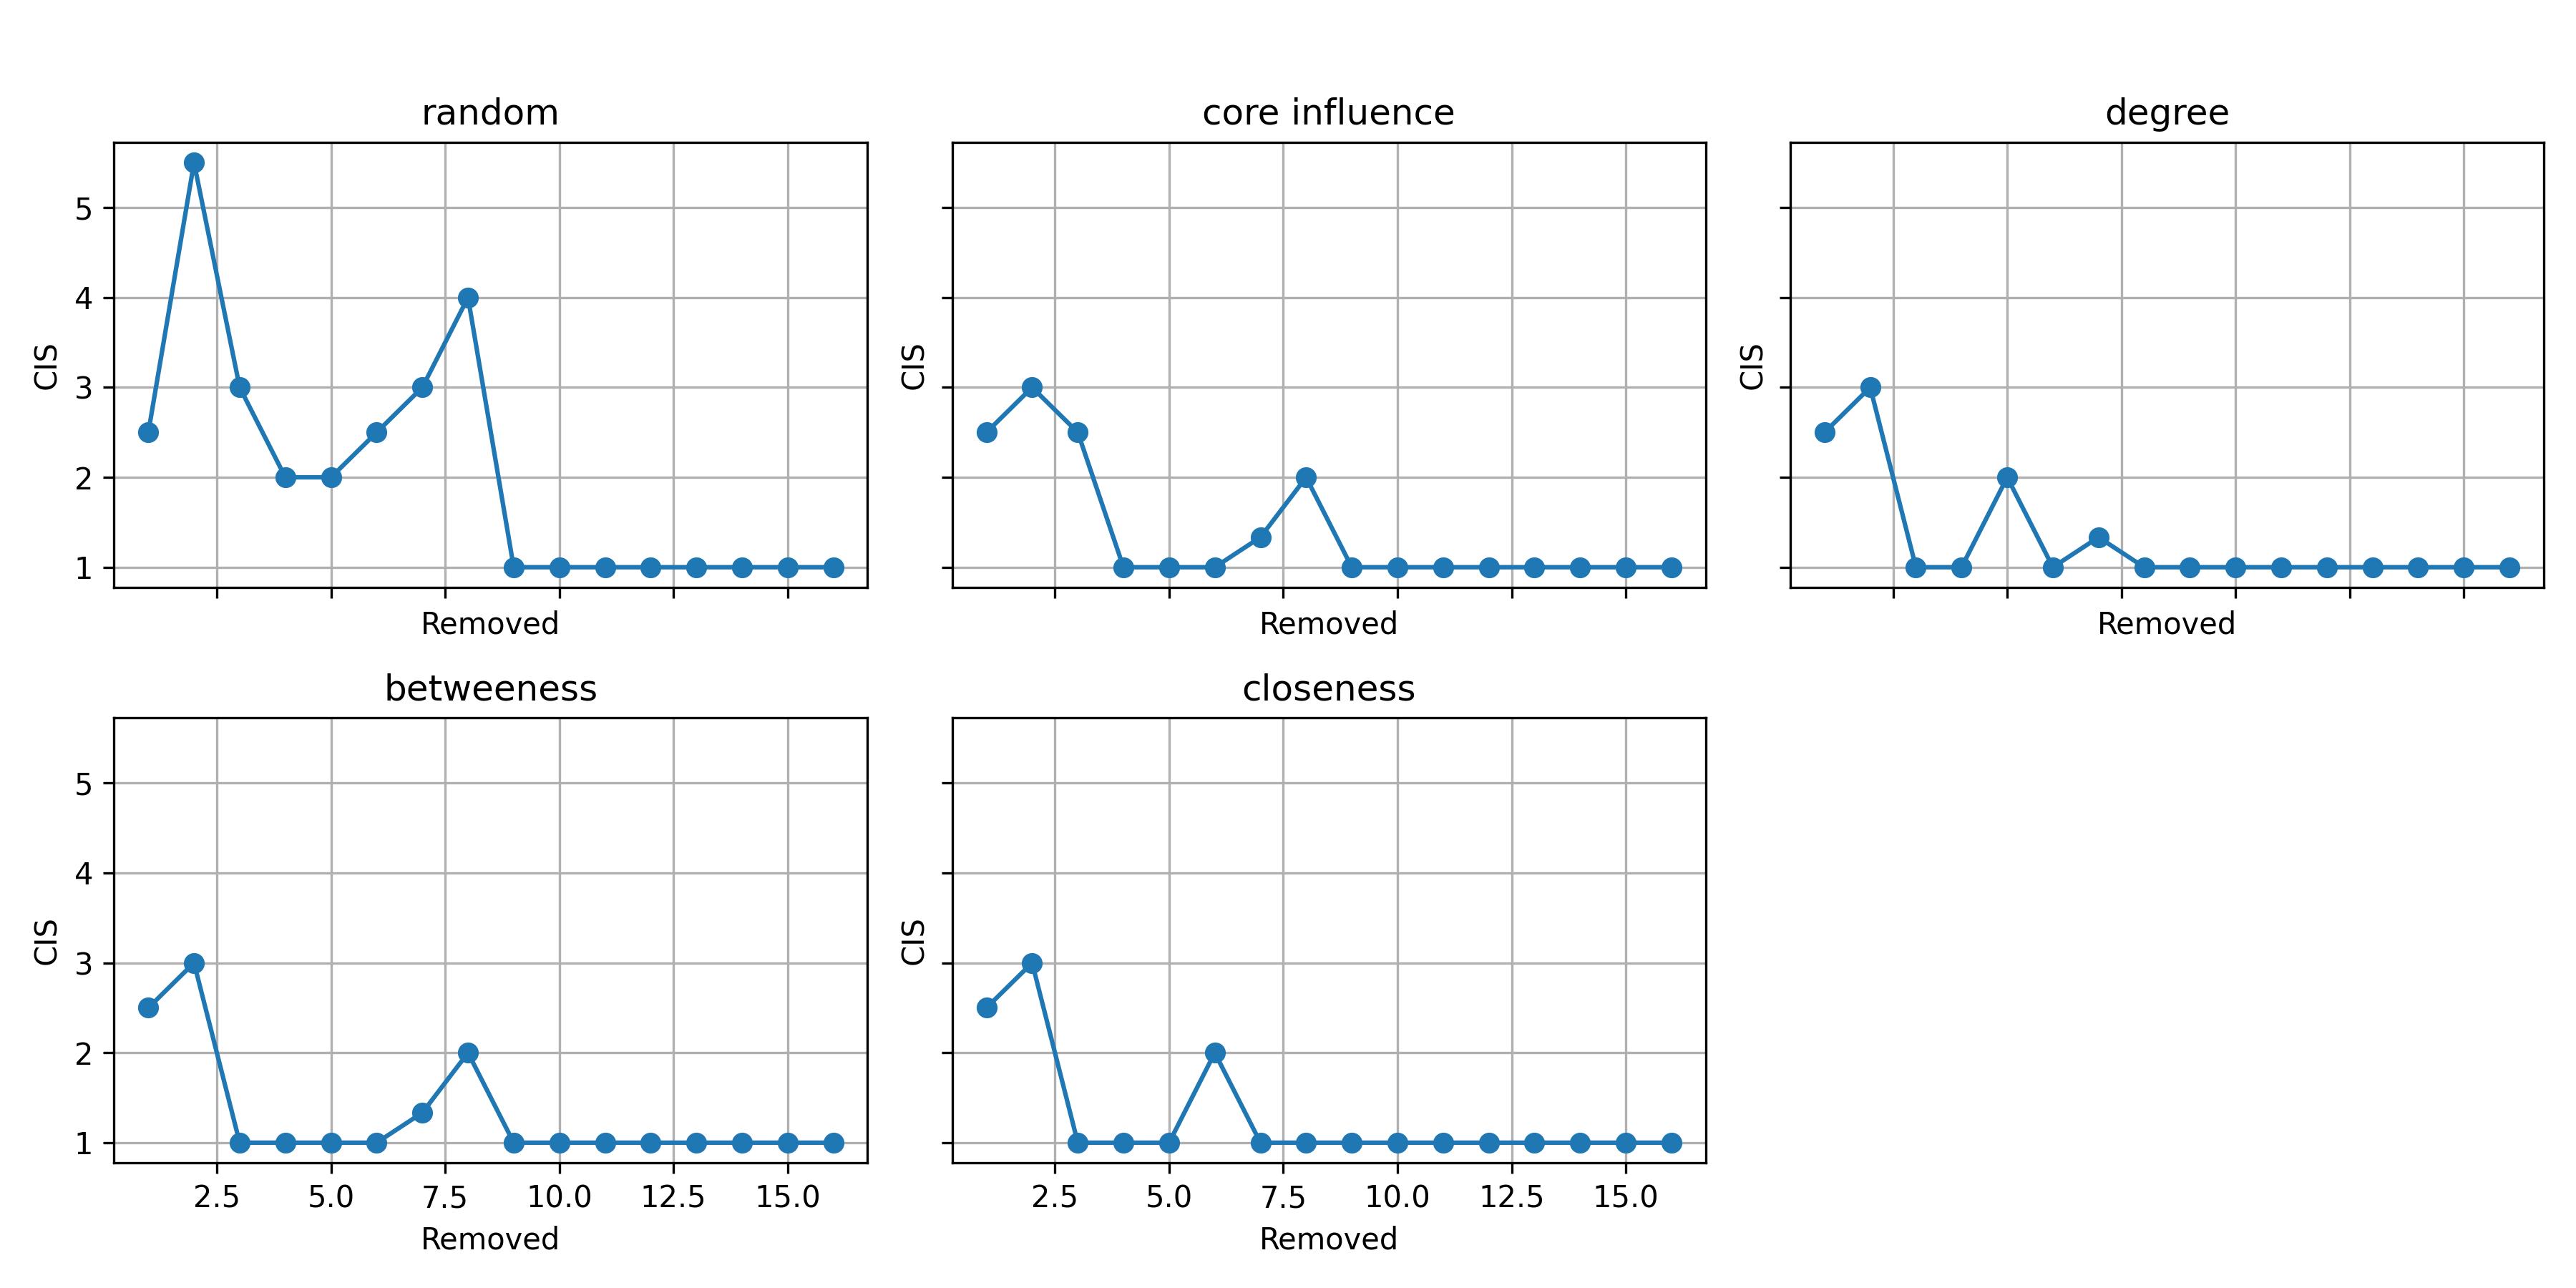 random
core influence
degree
CIS
5
4
3
2
1
Removed
CIS
Removed
CIS
Removed
betweeness
closeness
CIS
5
4
3
2
1
2.5 5.0 7.5 10.0 12.5 15.0
Removed
CIS
2.5 5.0 7.5 10.0 12.5 15.0
Removed